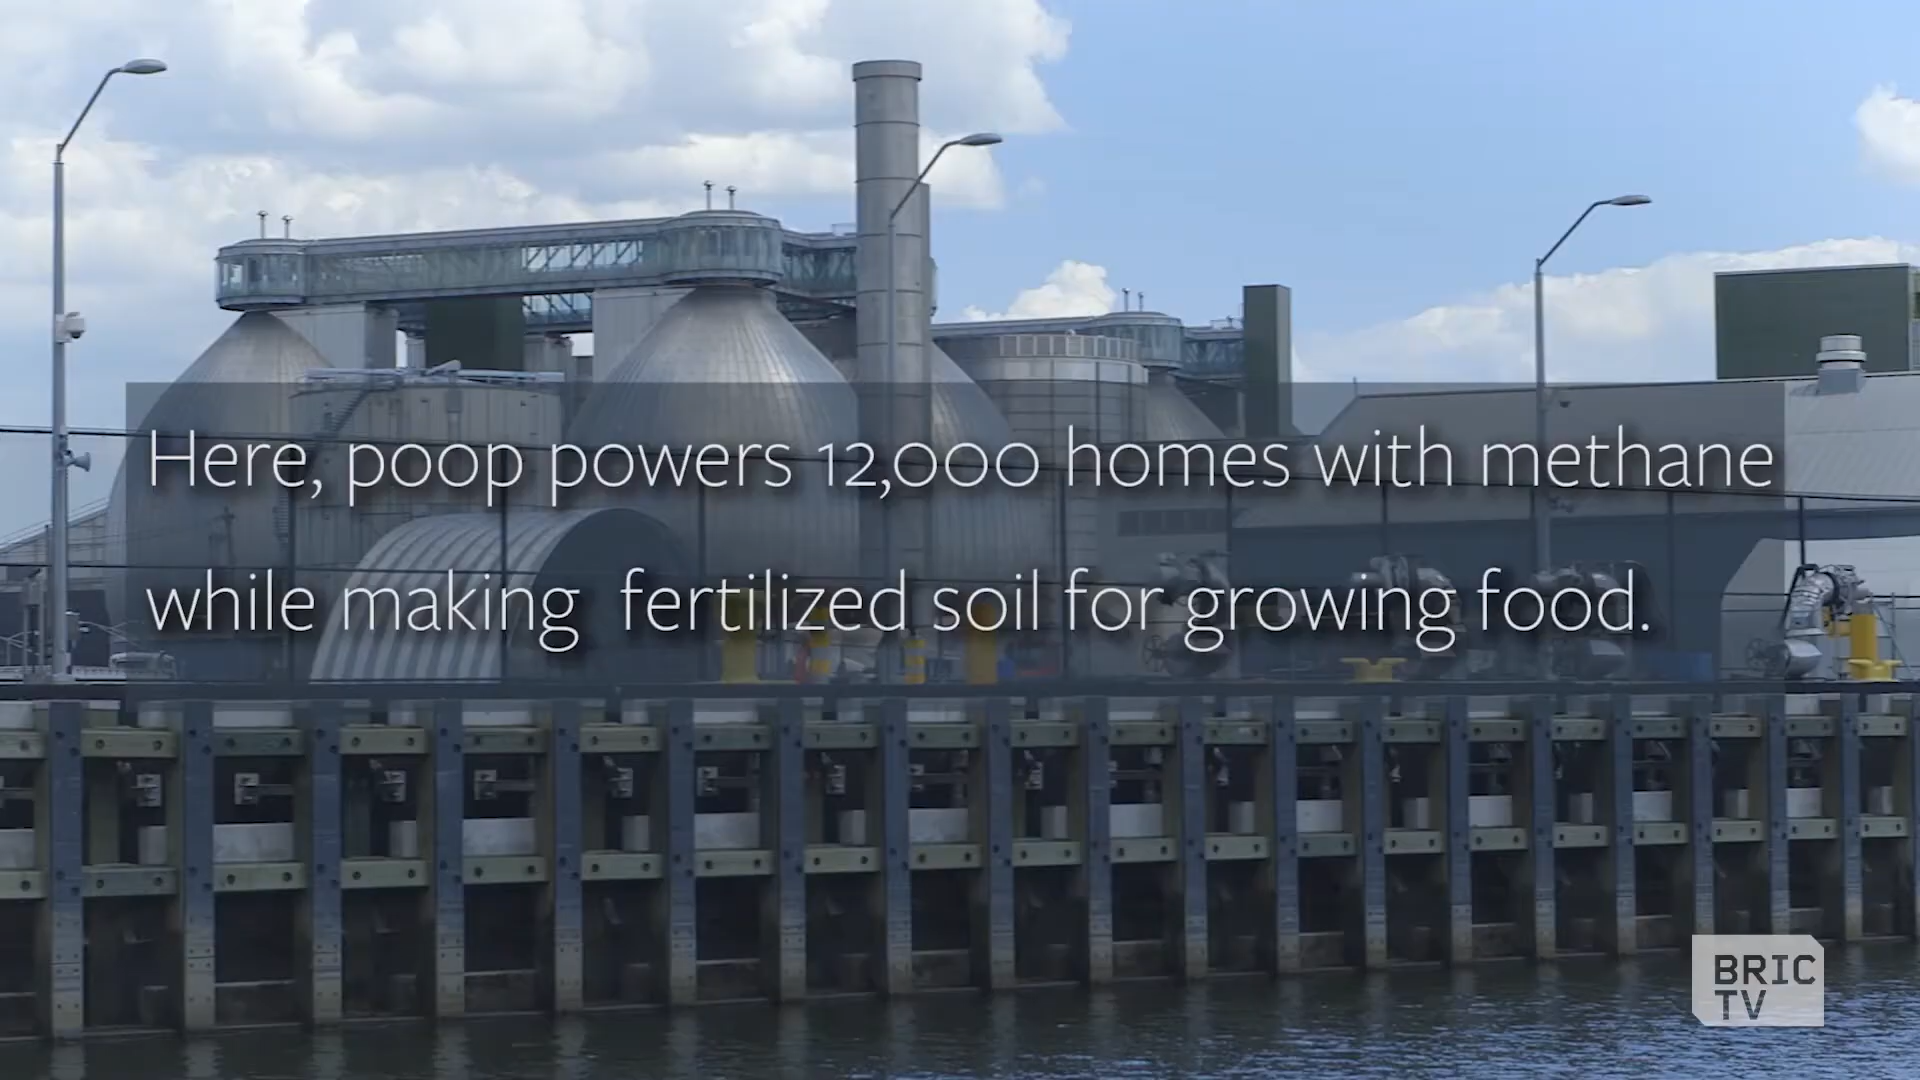 Here, poop powers 12,000 homes with methane
while making  fertilized soil for growing food.
BRIC
TV